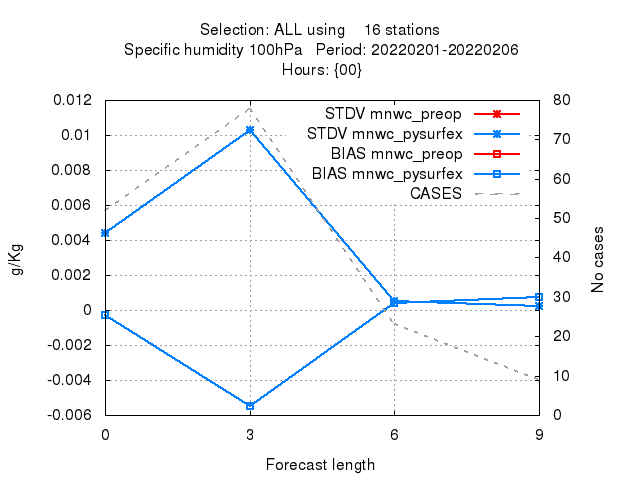 Selection: ALL using 16 stations
Specific humidity 100hPa Period: 20220201-20220206
Hours: {00}
STDV mnwc_preop
STDV mnwc_pysurfex
BIAS mnwc_preop
BIAS mnwc_pysurfex
CASES
0.012
0.01
0.008
0.006
0.004
0.002
0
-0.002
-0.004
-0.006
g/Kg
80
70
60
50
40
30
20
10
0
No cases
0 3 6 9
Forecast length